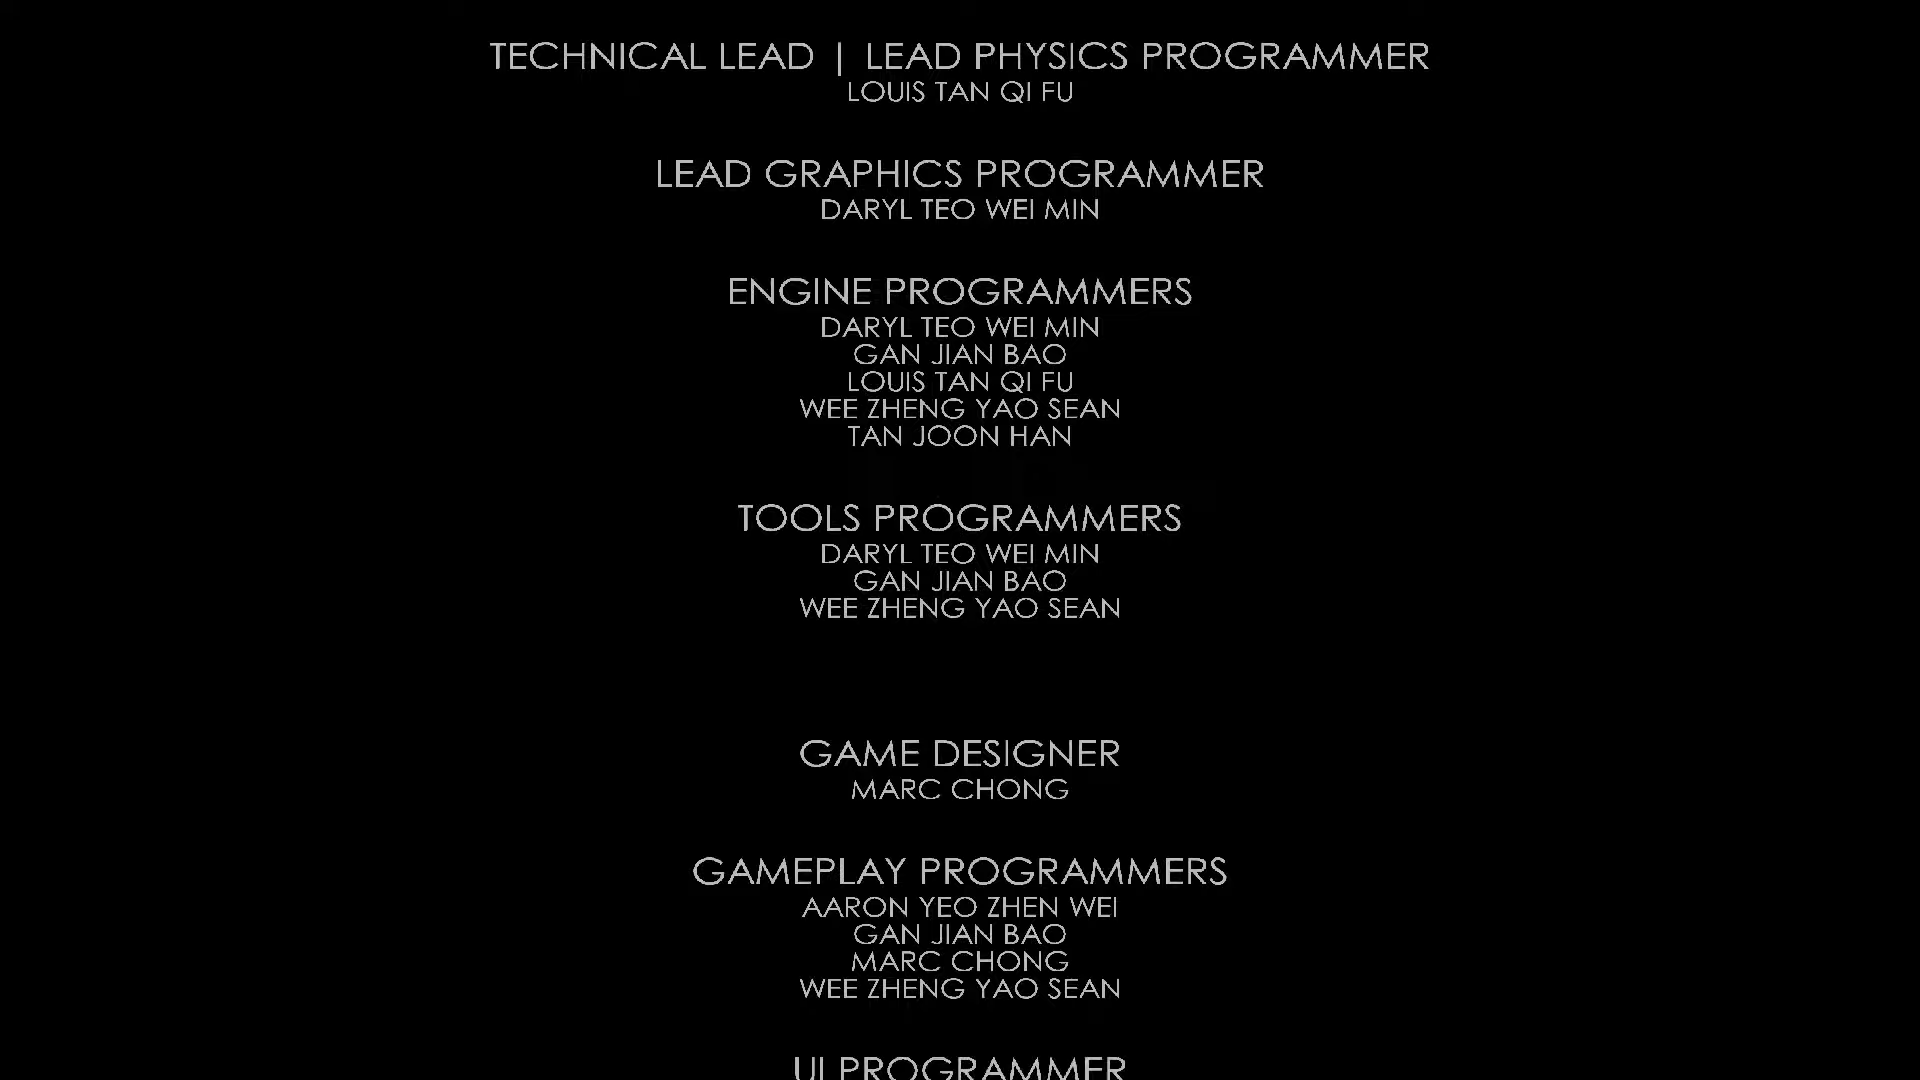 TECHNICAL LEAD | LEAD PHYSICS PROGRAMMER
LOUIS TAN QI FU
LEAD GRAPHICS PROGRAMMER
DARYL TEO WEI MIN
ENGINE PROGRAMMERS
DARYL TEO WEI MIN
GAN JIAN BAO
LOUIS TAN QI FU
WEE ZHENG YAO SEAN
TAN JOON HAN
TOOLS PROGRAMMERS
DARYL TEO WEI MIN
GAN JIAN BAO
WEE ZHENG YAO SEAN
GAME DESIGNER
MARC CHONG
GAMEPLAY PROGRAMMERS
AARON YEO ZHEN WEI
GAN JIAN BAO
MARC CHONG
WEE ZHENG YAO SEAN
UI PROGRAMMER